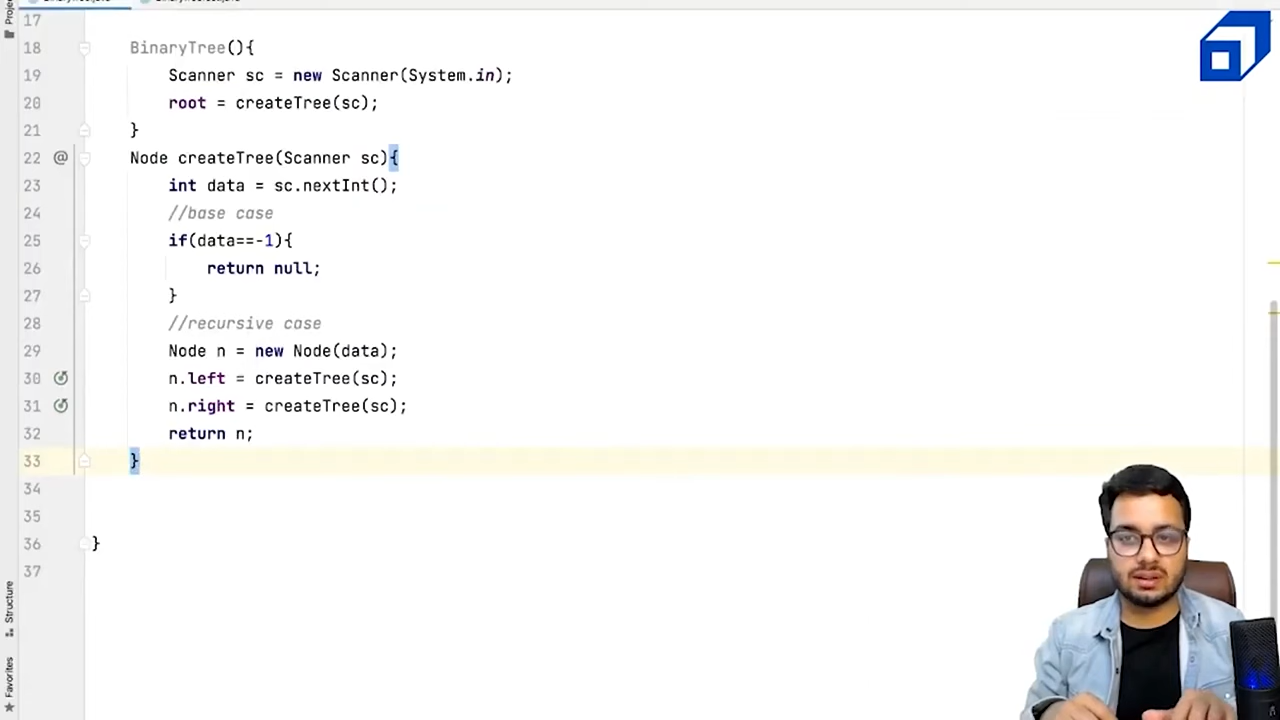 17
18 BinaryTree(){
19 Scanner sc = new Scanner(System.in);
20 root = createTree(sc);
21 }
22 @ Node createTree(Scanner sc){
23 int data = sc.nextInt();
24 //base case
25 if(data==-1){
26 return null;
27 }
28 //recursive case
29 Node n = new Node(data);
30 n.left = createTree(sc);
31 n.right = createTree(sc);
32 return n;
33 }
34
35
36 }
37
Structure
Favorites